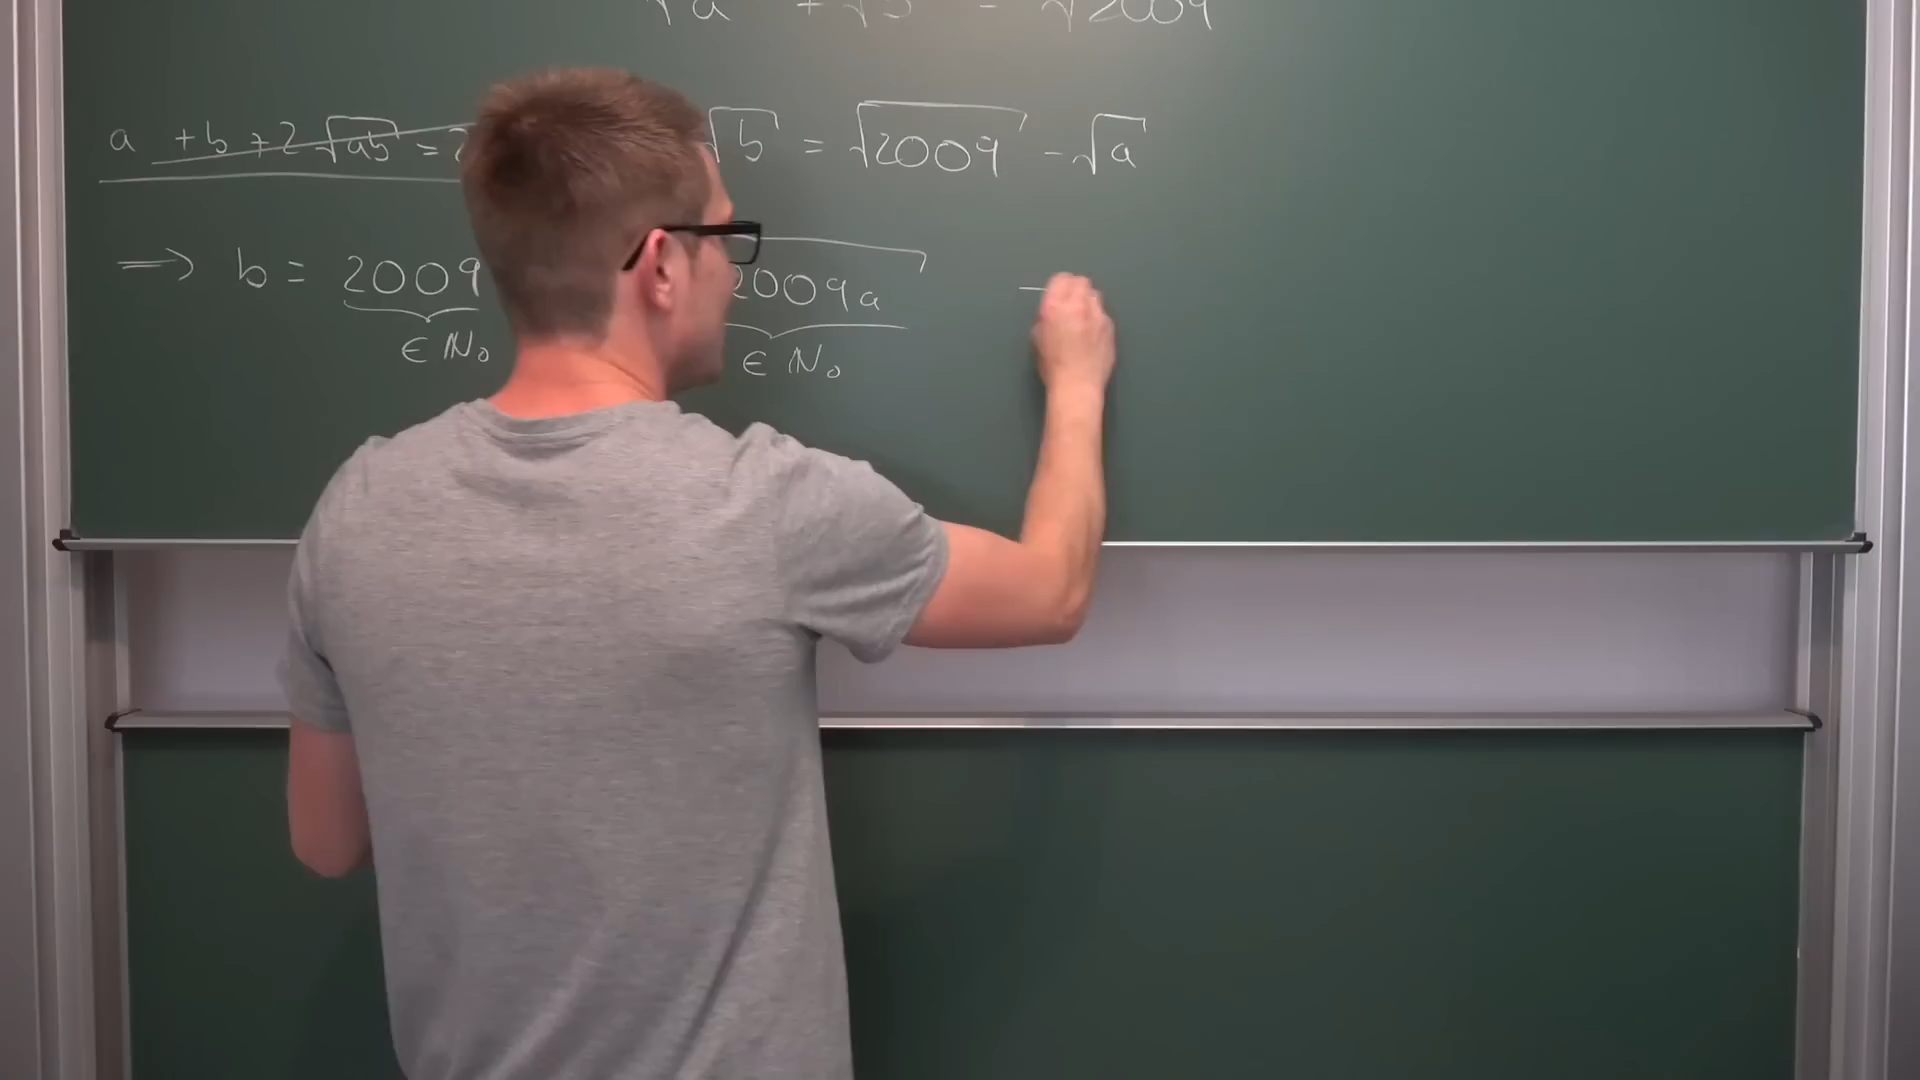 √a + √b = √2009
a + b + 2√ab = 2
√b = √2009 - √a
⟹ b = 2009 2009a
∈ ℕ₀ ∈ ℕ₀